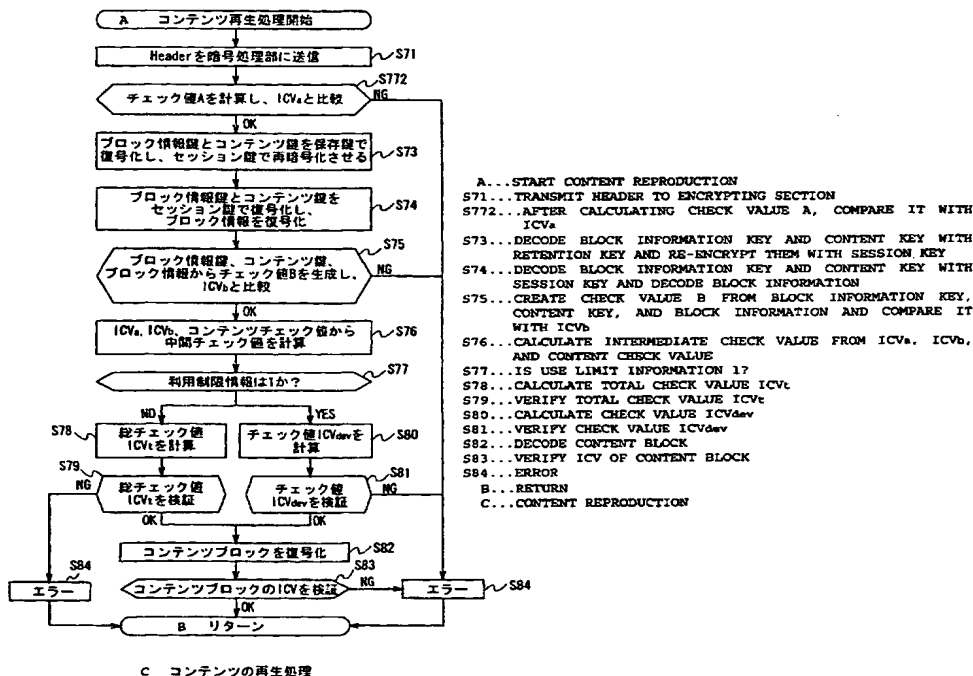 A コンテンツ再生処理開始
Headerを暗号処理部に送信
S71
S772
チェック値Aを計算し、ICVaと比較
NG
OK
ブロック情報鍵とコンテンツ鍵を保存鍵で
復号化し、セッション鍵で再暗号化させる
S73
ブロック情報鍵とコンテンツ鍵を
セッション鍵で復号化し、
ブロック情報を復号化
S74
S75
ブロック情報鍵、コンテンツ鍵、
ブロック情報からチェック値Bを生成し、
ICVbと比較
NG
OK
ICVa、ICVb、コンテンツチェック値から
中間チェック値を計算
S76
S77
利用制限情報は1か?
NO
YES
S78
総チェック値
ICVtを計算
チェック値ICVdevを
計算
S80
S79
NG
総チェック値
ICVtを検証
S81
チェック値
ICVdevを検証
NG
OK
OK
コンテンツブロックを復号化
S82
S83
コンテンツブロックのICVを検証
NG
OK
S84
エラー
エラー
S84
B リターン
C コンテンツの再生処理
A...START CONTENT REPRODUCTION
S71...TRANSMIT HEADER TO ENCRYPTING SECTION
S772...AFTER CALCULATING CHECK VALUE A, COMPARE IT WITH
ICVa
S73...DECODE BLOCK INFORMATION KEY AND CONTENT KEY WITH
RETENTION KEY AND RE-ENCRYPT THEM WITH SESSION KEY
S74...DECODE BLOCK INFORMATION KEY AND CONTENT KEY WITH
SESSION KEY AND DECODE BLOCK INFORMATION
S75...CREATE CHECK VALUE B FROM BLOCK INFORMATION KEY,
CONTENT KEY, AND BLOCK INFORMATION AND COMPARE IT
WITH ICVb
S76...CALCULATE INTERMEDIATE CHECK VALUE FROM ICVa, ICVb,
AND CONTENT CHECK VALUE
S77...IS USE LIMIT INFORMATION 1?
S78...CALCULATE TOTAL CHECK VALUE ICVt
S79...VERIFY TOTAL CHECK VALUE ICVt
S80...CALCULATE CHECK VALUE ICVdev
S81...VERIFY CHECK VALUE ICVdev
S82...DECODE CONTENT BLOCK
S83...VERIFY ICV OF CONTENT BLOCK
S84...ERROR
B...RETURN
C...CONTENT REPRODUCTION